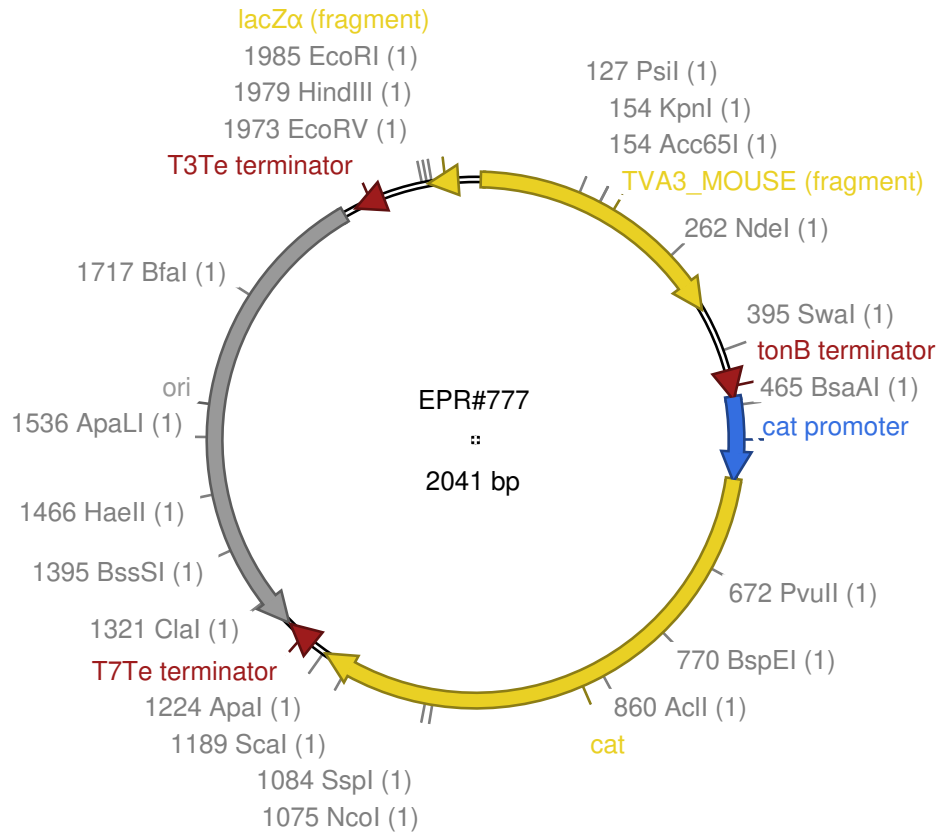 lacZα (fragment)
1985 EcoRI (1)
1979 HindIII (1)
1973 EcoRV (1)
T3Te terminator
127 PsiI (1)
154 KpnI (1)
154 Acc65I (1)
TVA3_MOUSE (fragment)
262 NdeI (1)
1717 BfaI (1)
395 SwaI (1)
tonB terminator
465 BsaAI (1)
cat promoter
ori
1536 ApaLI (1)
EPR#777
2041 bp
1466 HaeII (1)
1395 BssSI (1)
1321 ClaI (1)
T7Te terminator
1224 ApaI (1)
1189 ScaI (1)
1084 SspI (1)
1075 NcoI (1)
672 PvuII (1)
770 BspEI (1)
860 AclI (1)
cat